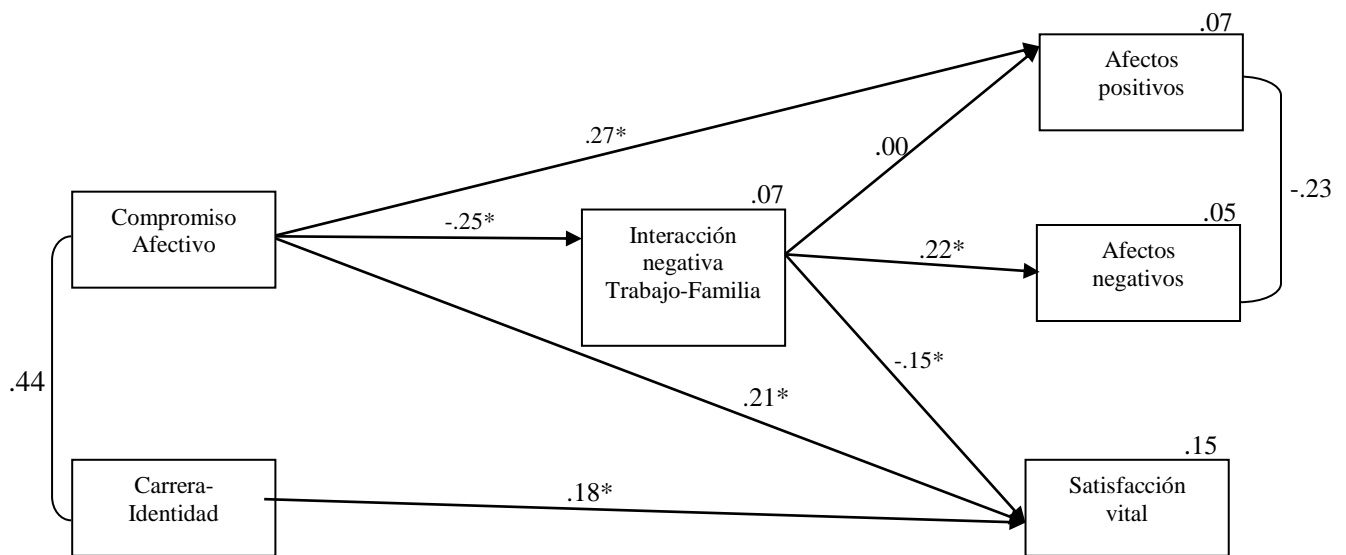 .07
Afectos
positivos
.27*
.00
-.23
Compromiso
Afectivo
-.25*
.07
Interacción
negativa
Trabajo-Familia
.22*
.05
Afectos
negativos
.44
-.15*
.21*
.15
Carrera-
Identidad
.18*
Satisfacción
vital